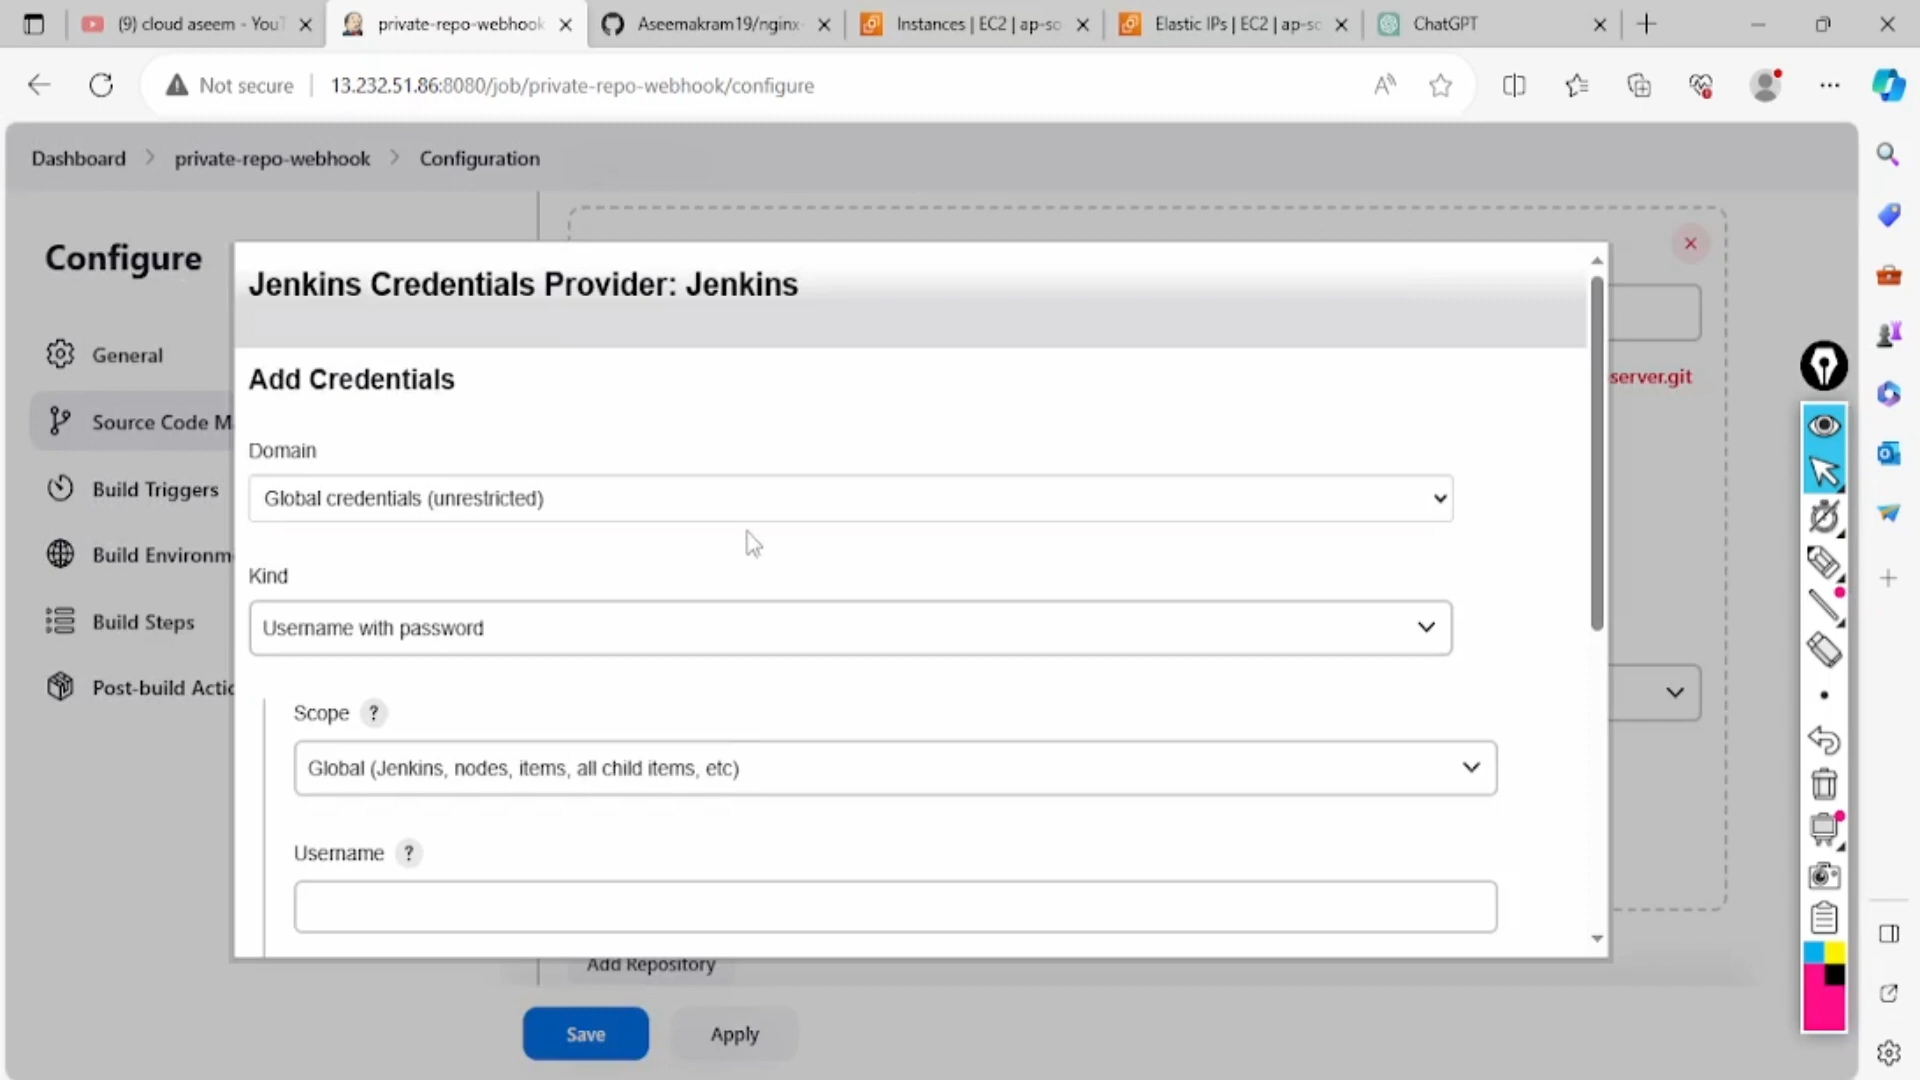 (9) cloud aseem - YouT
private-repo-webhook
Aseemakram19/nginx-
Instances | EC2 | ap-so
Elastic IPs | EC2 | ap-so
ChatGPT
Not secure
13.232.51.86:8080/job/private-repo-webhook/configure
Dashboard
private-repo-webhook
Configuration
Configure
General
Source Code M
Build Triggers
Build Environm
Build Steps
Post-build Actio
server.git
Jenkins Credentials Provider: Jenkins
Add Credentials
Domain
Global credentials (unrestricted)
Kind
Username with password
Scope ?
Global (Jenkins, nodes, items, all child items, etc)
Username ?
Add Repository
Save
Apply